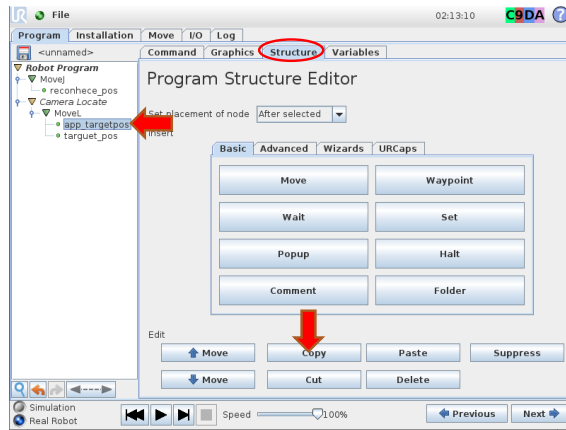 UR File 02:13:10 C9DA ?
Program Installation Move I/O Log
<unnamed> Command Graphics Structure Variables
Robot Program
MoveJ
reconhece_pos
Camera Locate
MoveL
app_targetpos
targuet_pos
Program Structure Editor
Set placement of node After selected
Insert
Basic Advanced Wizards URCaps
Move Waypoint
Wait Set
Popup Halt
Comment Folder
Edit
Move Copy Paste Suppress
Move Cut Delete
Simulation
Real Robot
Speed 100% Previous Next